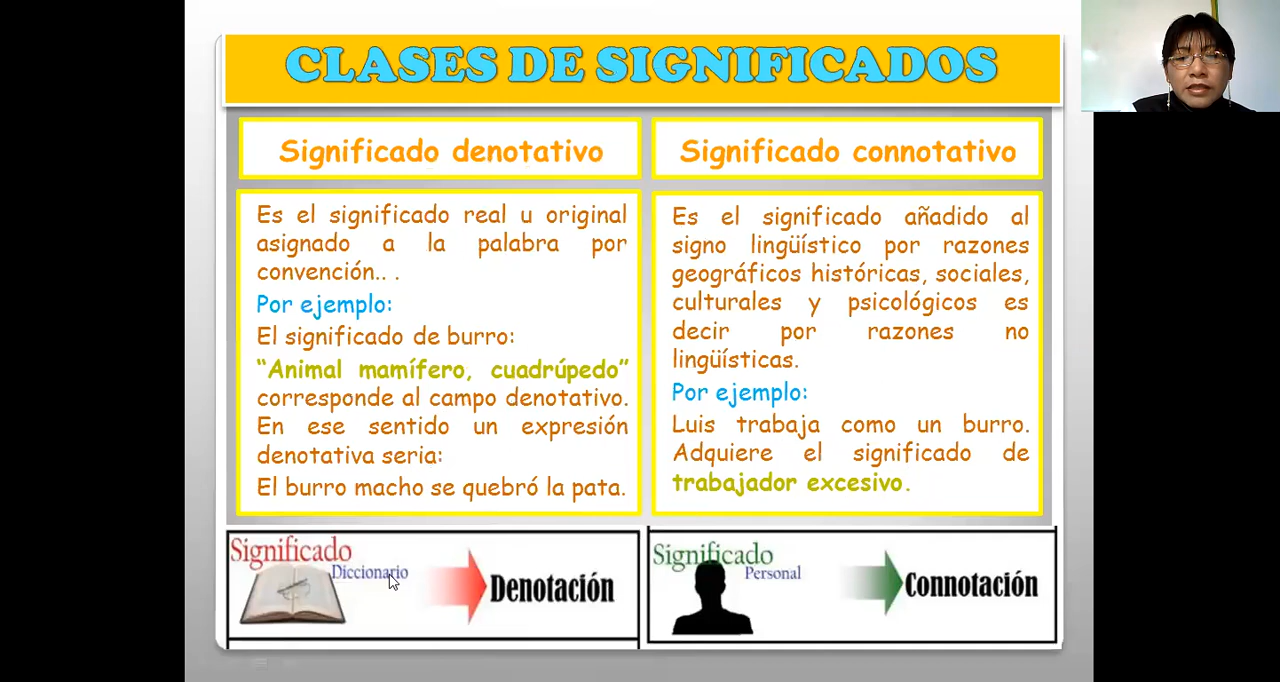 CLASES DE SIGNIFICADOS
Significado denotativo
Es el significado real u original
asignado a la palabra por
convención.. .
Por ejemplo:
El significado de burro:
“Animal mamífero, cuadrúpedo”
corresponde al campo denotativo.
En ese sentido un expresión
denotativa seria:
El burro macho se quebró la pata.
Significado connotativo
Es el significado añadido al
signo lingüístico por razones
geográficos históricas, sociales,
culturales y psicológicos es
decir por razones no
lingüísticas.
Por ejemplo:
Luis trabaja como un burro.
Adquiere el significado de
trabajador excesivo.
Significado
Diccionario
Denotación
Significado
Personal
Connotación